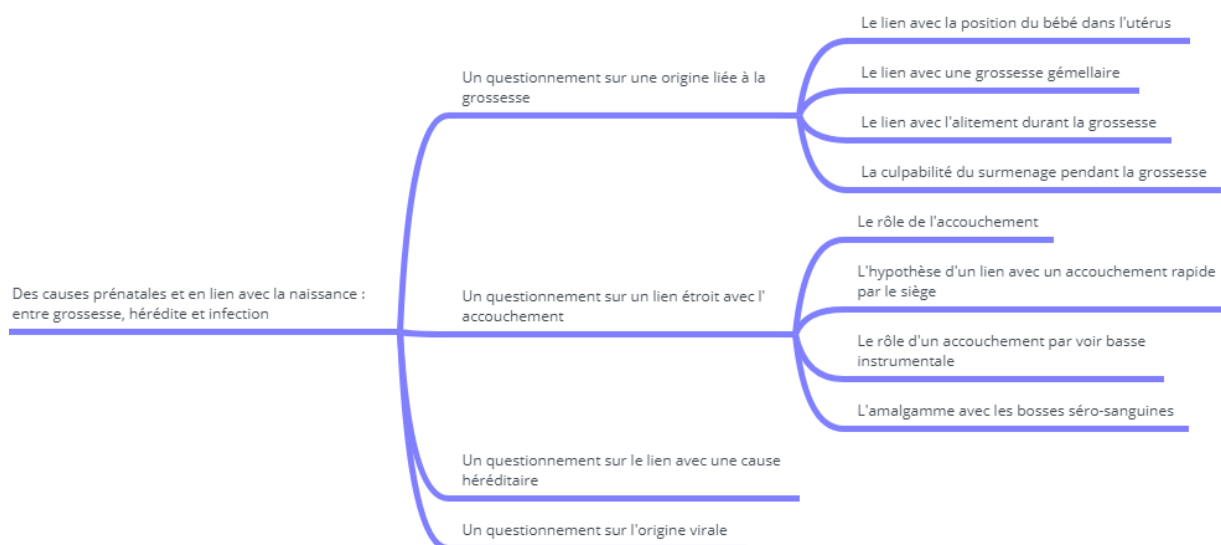 Des causes prénatales et en lien avec la naissance :
entre grossesse, hérédite et infection
Un questionnement sur une origine liée à la
grossesse
Le lien avec la position du bébé dans l'utérus
Le lien avec une grossesse gémellaire
Le lien avec l'alitement durant la grossesse
La culpabilité du surmenage pendant la grossesse
Un questionnement sur un lien étroit avec l'
accouchement
Le rôle de l'accouchement
L'hypothèse d'un lien avec un accouchement rapide
par le siège
Le rôle d'un accouchement par voir basse
instrumentale
L'amalgamme avec les bosses séro-sanguines
Un questionnement sur le lien avec une cause
héréditaire
Un questionnement sur l'origine virale